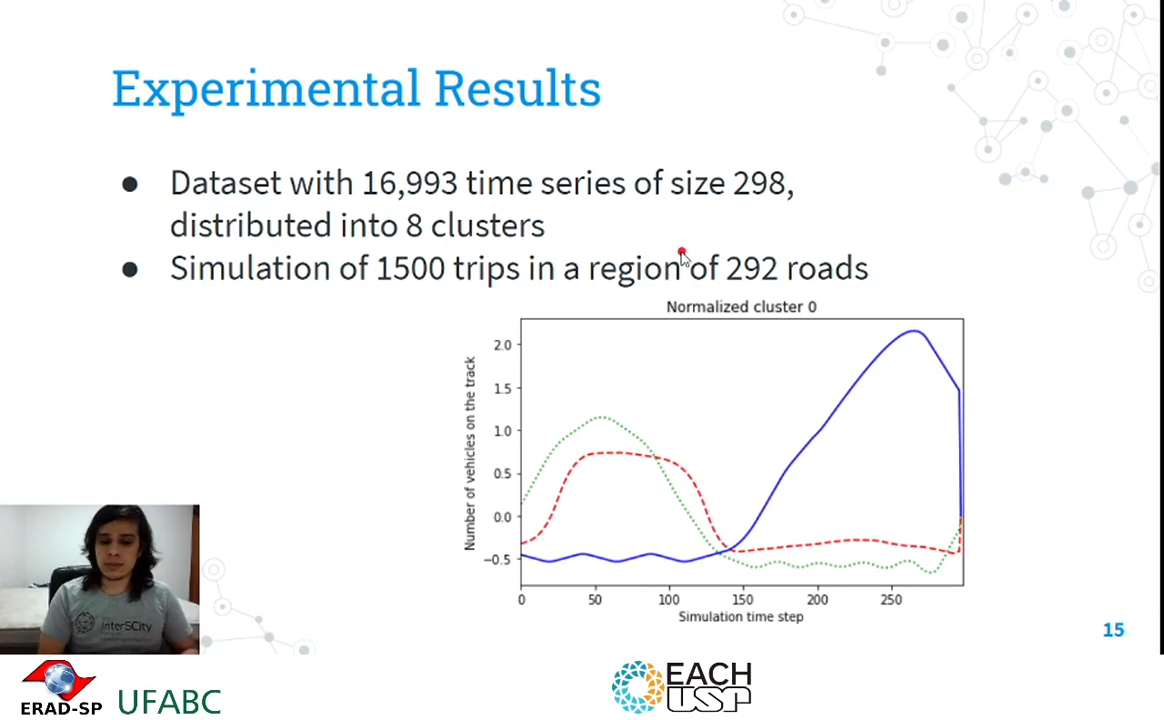 Experimental Results
● Dataset with 16,993 time series of size 298,
distributed into 8 clusters
● Simulation of 1500 trips in a region of 292 roads
Normalized cluster 0
Number of vehicles on the track
2.0
1.5
1.0
0.5
0.0
−0.5
0 50 100 150 200 250
Simulation time step
InterSCity
15
ERAD-SP
UFABC
EACH
USP